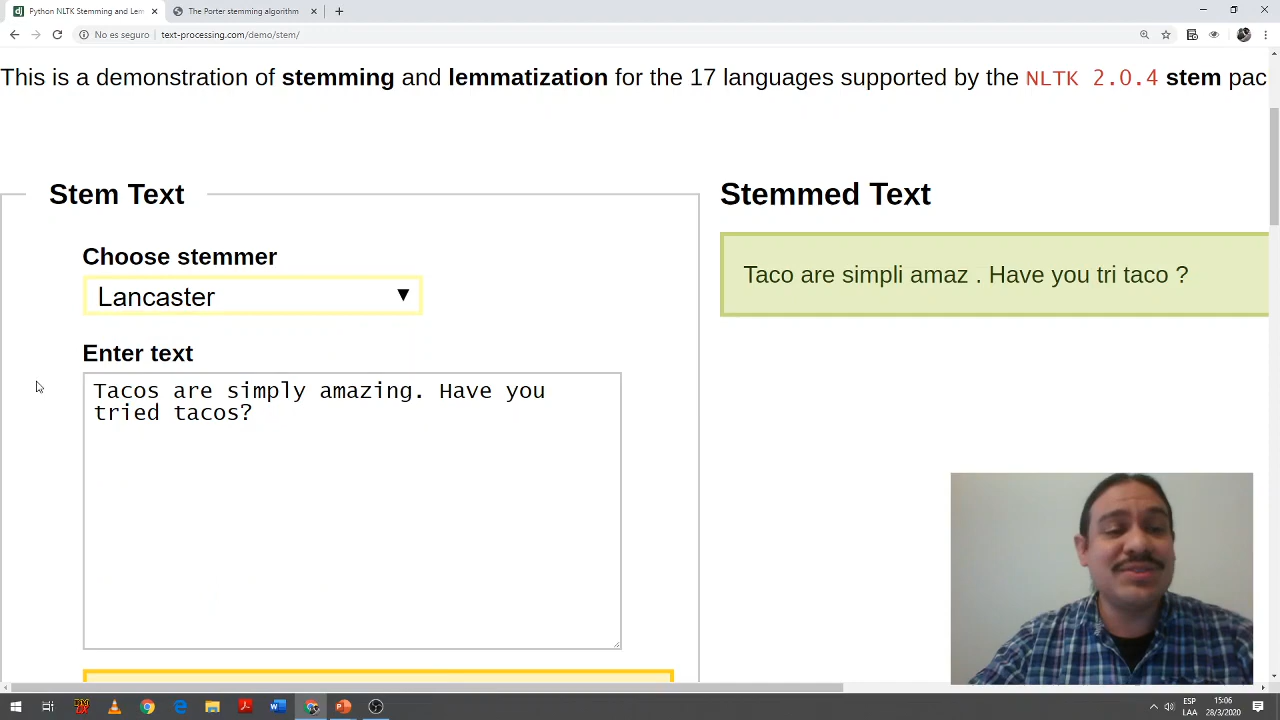 Python NLTK Stemming and Lem
The Porter stemming algorithm
No es seguro
text-processing.com/demo/stem/
This is a demonstration of stemming and lemmatization for the 17 languages supported by the NLTK 2.0.4 stem pac
Stem Text
Stemmed Text
Choose stemmer
Lancaster
Taco are simpli amaz . Have you tri taco ?
Enter text
Tacos are simply amazing. Have you
tried tacos?
15:06
ESP
LAA
28/3/2020